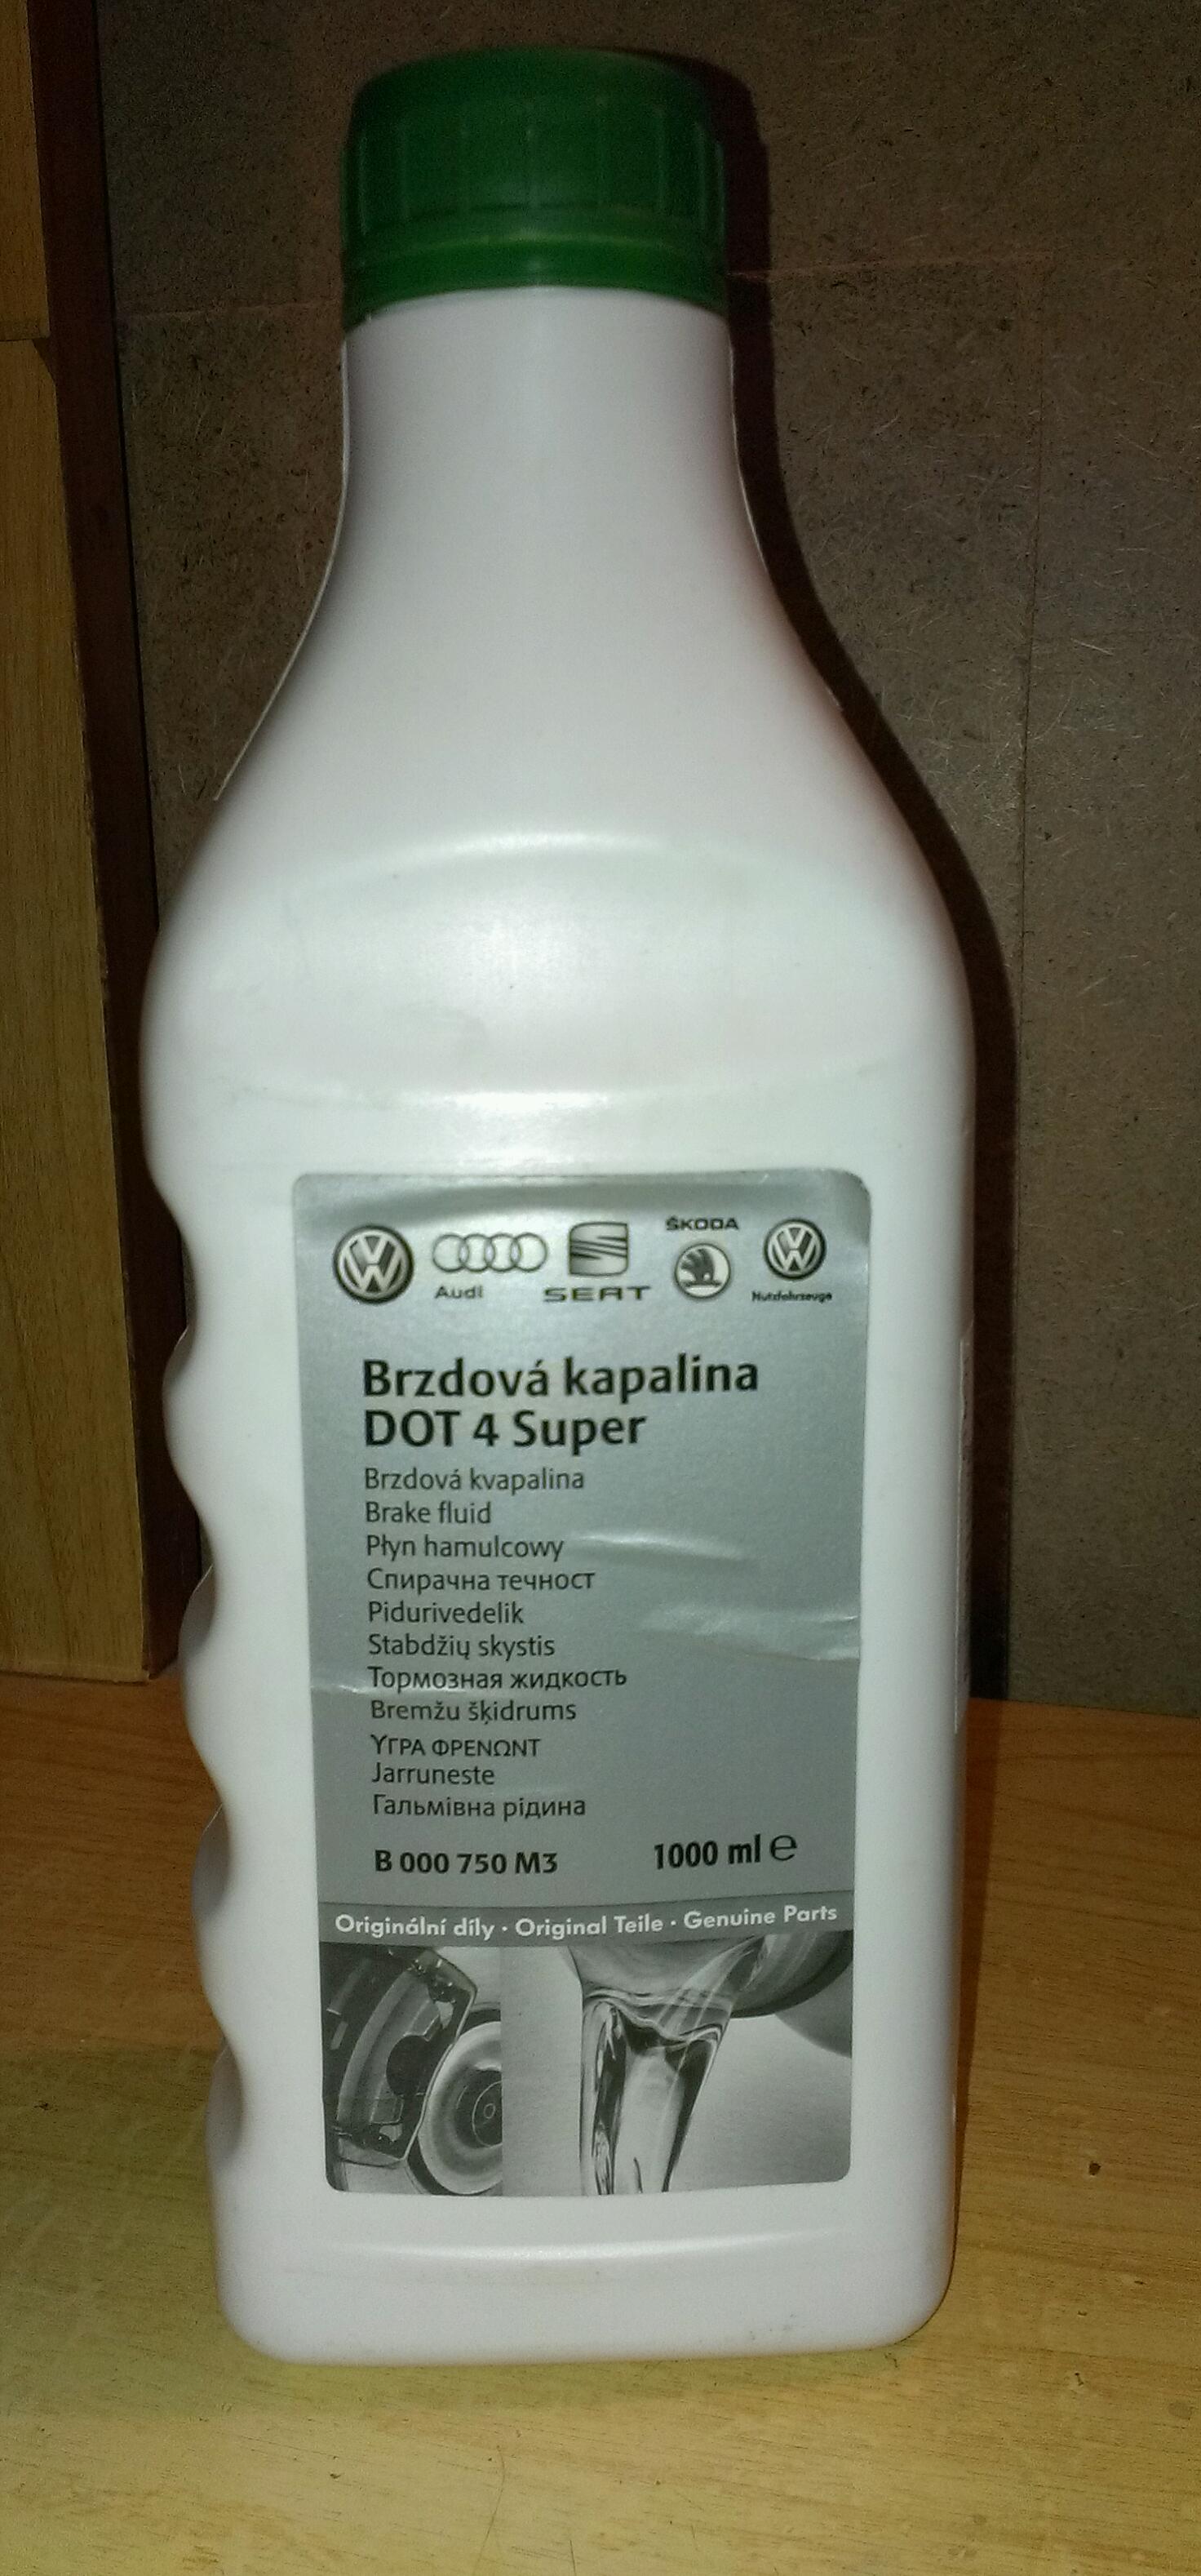 Audi
SEAT
ŠKODA
Nutzfahrzeuge
Brzdová kapalina
DOT 4 Super
Brzdová kvapalina
Brake fluid
Płyn hamulcowy
Спирачна течност
Pidurivedelik
Stabdžių skystis
Тормозная жидкость
Bremžu šķidrums
ΥΓΡΑ ΦΡΕΝΩΝΤ
Jarruneste
Гальмівна рідина
B 000 750 M3 1000 ml ℮
Originální díly · Original Teile · Genuine Parts